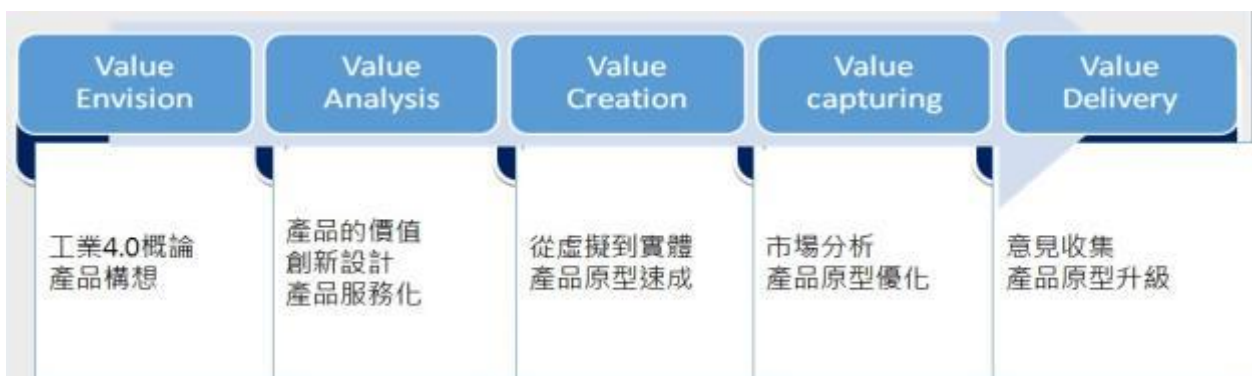 Value
Envision
Value
Analysis
Value
Creation
Value
capturing
Value
Delivery
工業4.0概論
產品構想
產品的價值
創新設計
產品服務化
從虛擬到實體
產品原型速成
市場分析
產品原型優化
意見收集
產品原型升級